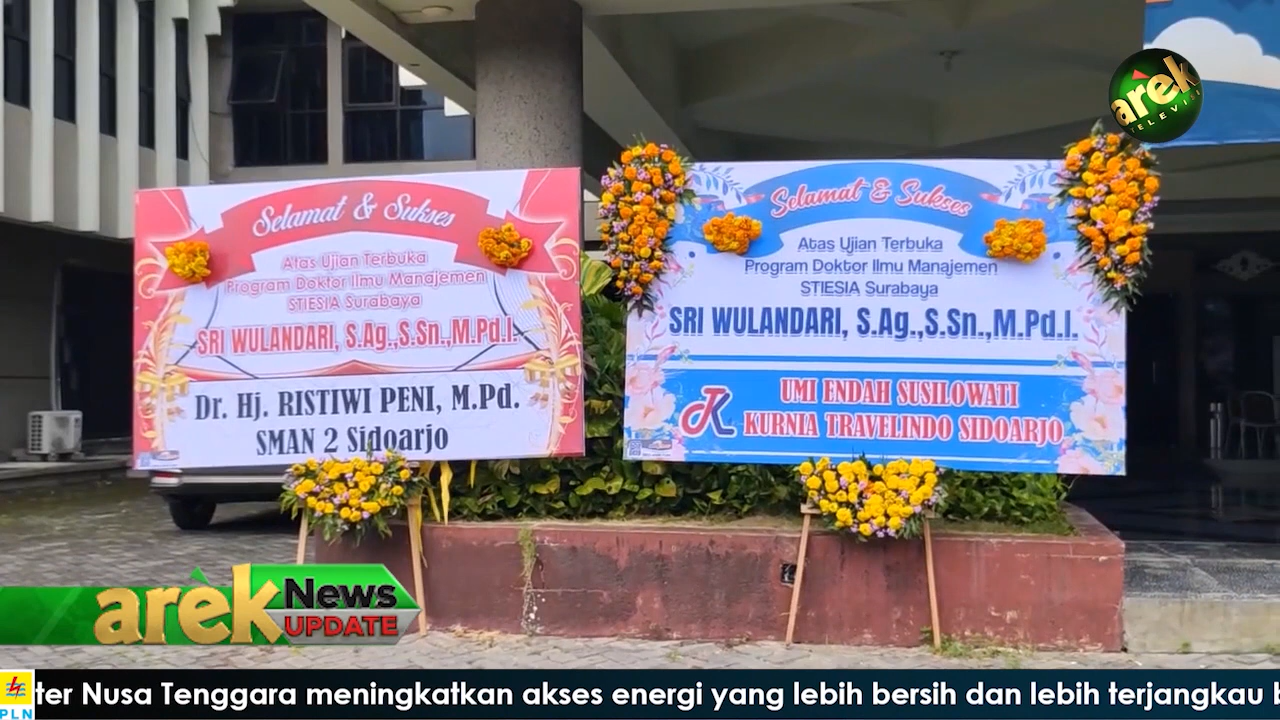 arek
TELEVISI
Selamat & Sukses
Atas Ujian Terbuka
Program Doktor Ilmu Manajemen
STIESIA Surabaya
SRI WULANDARI, S.Ag.,S.Sn.,M.Pd.I.
Dr. Hj. RISTIWI PENI, M.Pd.
SMAN 2 Sidoarjo
Selamat & Sukses
Atas Ujian Terbuka
Program Doktor Ilmu Manajemen
STIESIA Surabaya
SRI WULANDARI, S.Ag.,S.Sn.,M.Pd.I.
TK
UMI ENDAH SUSILOWATI
KURNIA TRAVELINDO SIDOARJO
arèk News
UPDATE
PLN
ter Nusa Tenggara meningkatkan akses energi yang lebih bersih dan lebih terjangkau b